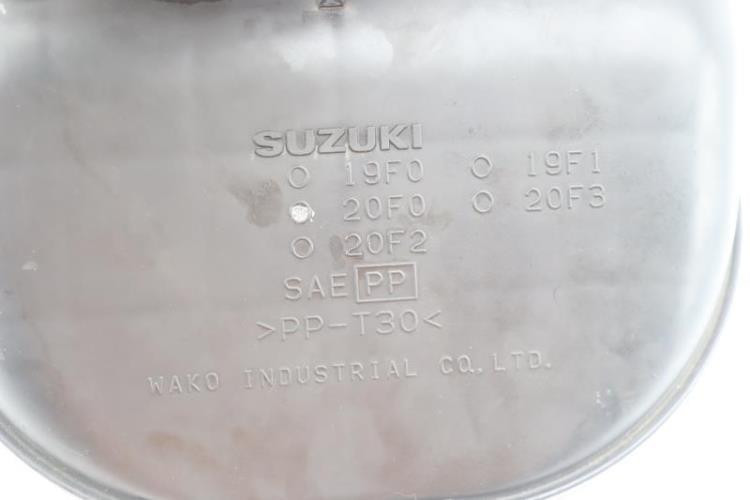 SUZUKI
○ 19F0 ○ 19F1
● 20F0 ○ 20F3
○ 20F2
SAE PP
>PP-T30<
WAKO INDUSTRIAL CO.,LTD.